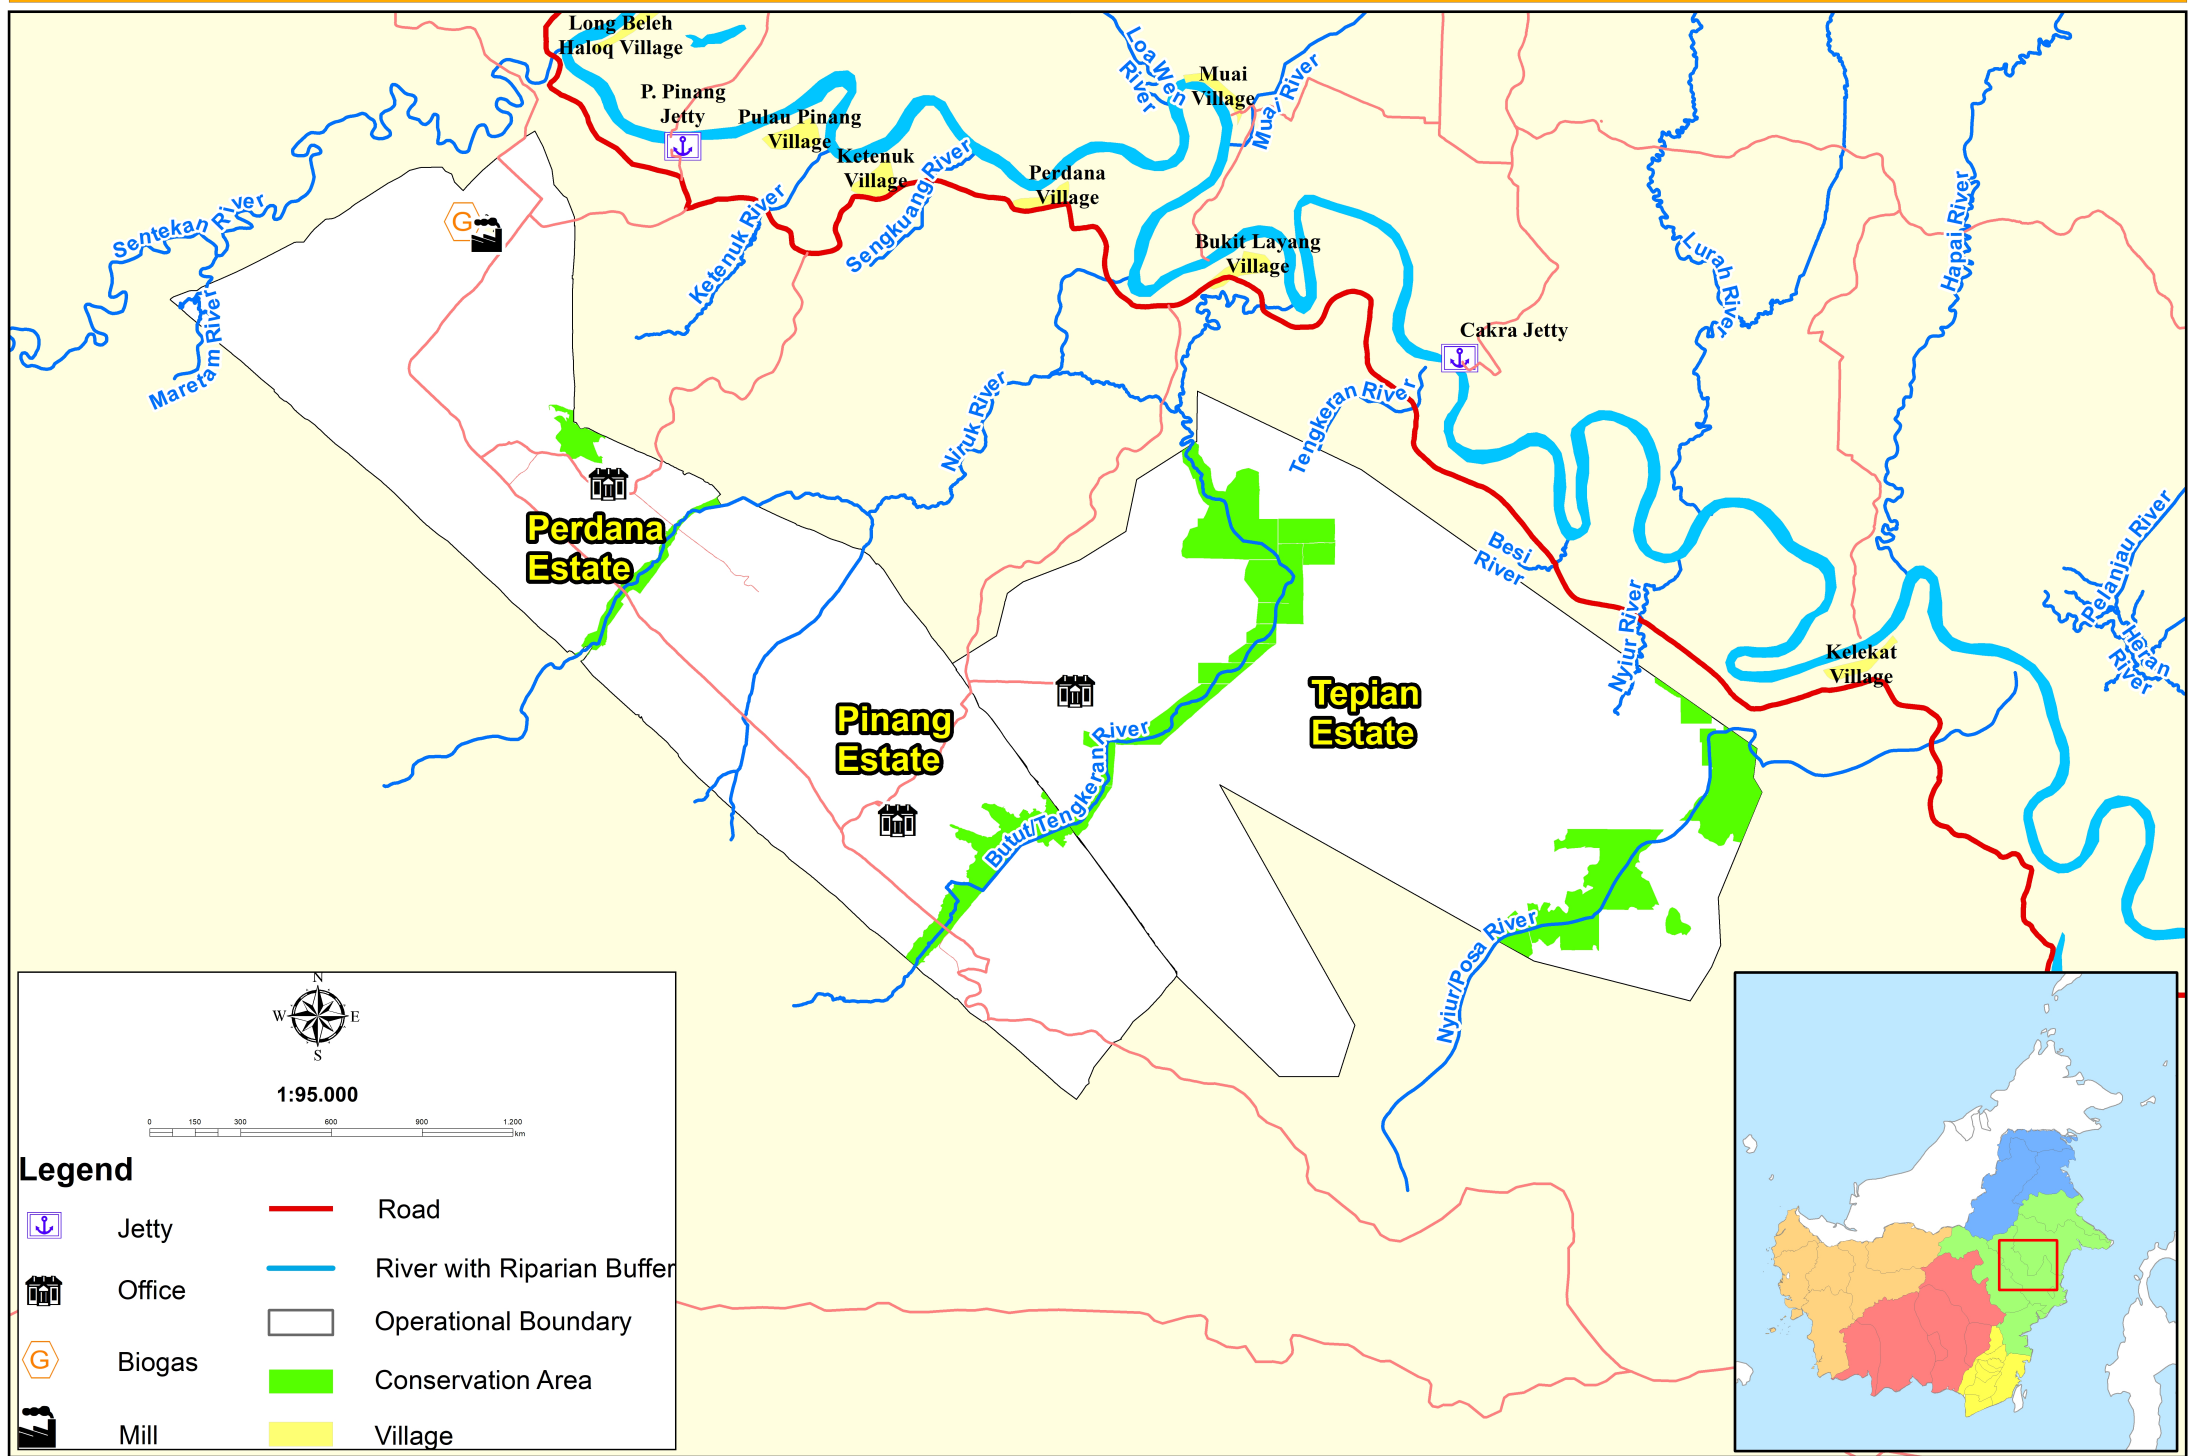 Long Beleh
Haloq Village
P. Pinang
Jetty
Pulau Pinang
Village
Ketenuk
Village
Loa Wen
River
Muai
Village
Muai River
Perdana
Village
Sengkuang River
Ketenuk River
Sentekan River
Maretam River
G
Bukit Layang
Village
Lurah River
Hapai River
Cakra Jetty
Tengkeran River
Niruk River
Besi
River
Nyiur River
Pelanjau River
Heran
River
Kelekat
Village
Perdana
Estate
Pinang
Estate
Tepian
Estate
Butut/Tengkeran River
Nyiur/Posa River
N
W E
S
1:95.000
0 150 300 600 900 1.200
km
Legend
Jetty
Office
G
Biogas
Mill
Road
River with Riparian Buffer
Operational Boundary
Conservation Area
Village